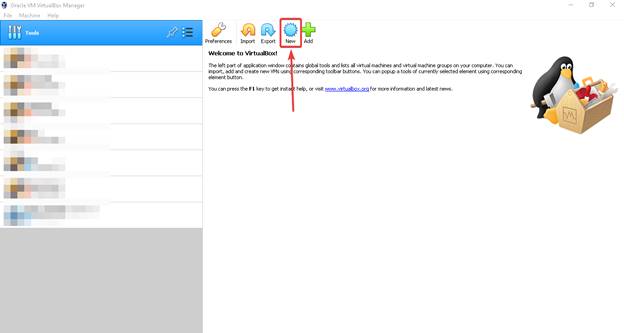 Oracle VM VirtualBox Manager
File Machine Help
Tools
Preferences Import Export New Add
Welcome to VirtualBox!
The left part of application window contains global tools and lists all virtual machines and virtual machine groups on your computer. You can
import, add and create new VMs using corresponding toolbar buttons. You can popup a tools of currently selected element using corresponding
element button.
You can press the F1 key to get instant help, or visit www.virtualbox.org for more information and latest news.